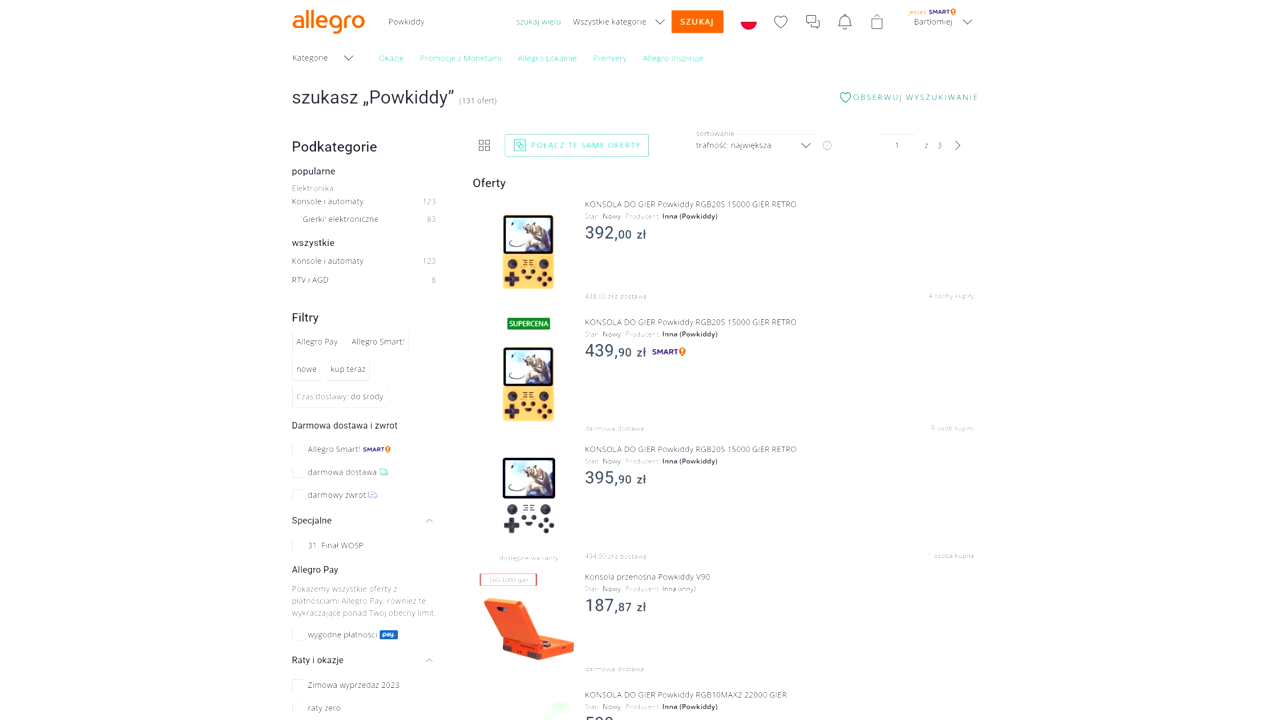 allegro
Powkiddy
szukaj wielu
Wszystkie kategorie
SZUKAJ
jesteś SMART!
Bartłomiej
Kategorie
Okazje
Promocje z Monetami
Allegro Lokalnie
Premiery
Allegro Inspiruje
szukasz „Powkiddy” (131 ofert)
OBSERWUJ WYSZUKIWANIE
Podkategorie
popularne
Elektronika
Konsole i automaty 123
'Gierki' elektroniczne 83
wszystkie
Konsole i automaty 123
RTV i AGD 8
Filtry
Allegro Pay
Allegro Smart!
nowe
kup teraz
Czas dostawy: do środy
Darmowa dostawa i zwrot
Allegro Smart! SMART!
darmowa dostawa
darmowy zwrot
Specjalne
31. Finał WOŚP
Allegro Pay
Pokażemy wszystkie oferty z
płatnościami Allegro Pay, również te
wykraczające ponad Twój obecny limit.
wygodne płatności pay.
Raty i okazje
Zimowa wyprzedaż 2023
raty zero
POŁĄCZ TE SAME OFERTY
sortowanie
trafność: największa
1 z 3
Oferty
KONSOLA DO GIER Powkiddy RGB20S 15000 GIER RETRO
Stan Nowy Producent Inna (Powkiddy)
392,00 zł
438,00 zł z dostawą
4 osoby kupiły
SUPERCENA
KONSOLA DO GIER Powkiddy RGB20S 15000 GIER RETRO
Stan Nowy Producent Inna (Powkiddy)
439,90 zł SMART!
darmowa dostawa
9 osób kupiło
KONSOLA DO GIER Powkiddy RGB20S 15000 GIER RETRO
Stan Nowy Producent: Inna (Powkiddy)
395,90 zł
dostępne warianty
494,90 zł z dostawą
1 osoba kupiła
16G 1000 gier
Konsola przenośna Powkiddy V90
Stan: Nowy Producent: Inna (inny)
187,87 zł
darmowa dostawa
KONSOLA DO GIER Powkiddy RGB10MAX2 22000 GIER
Stan: Nowy Producent: Inna (Powkiddy)